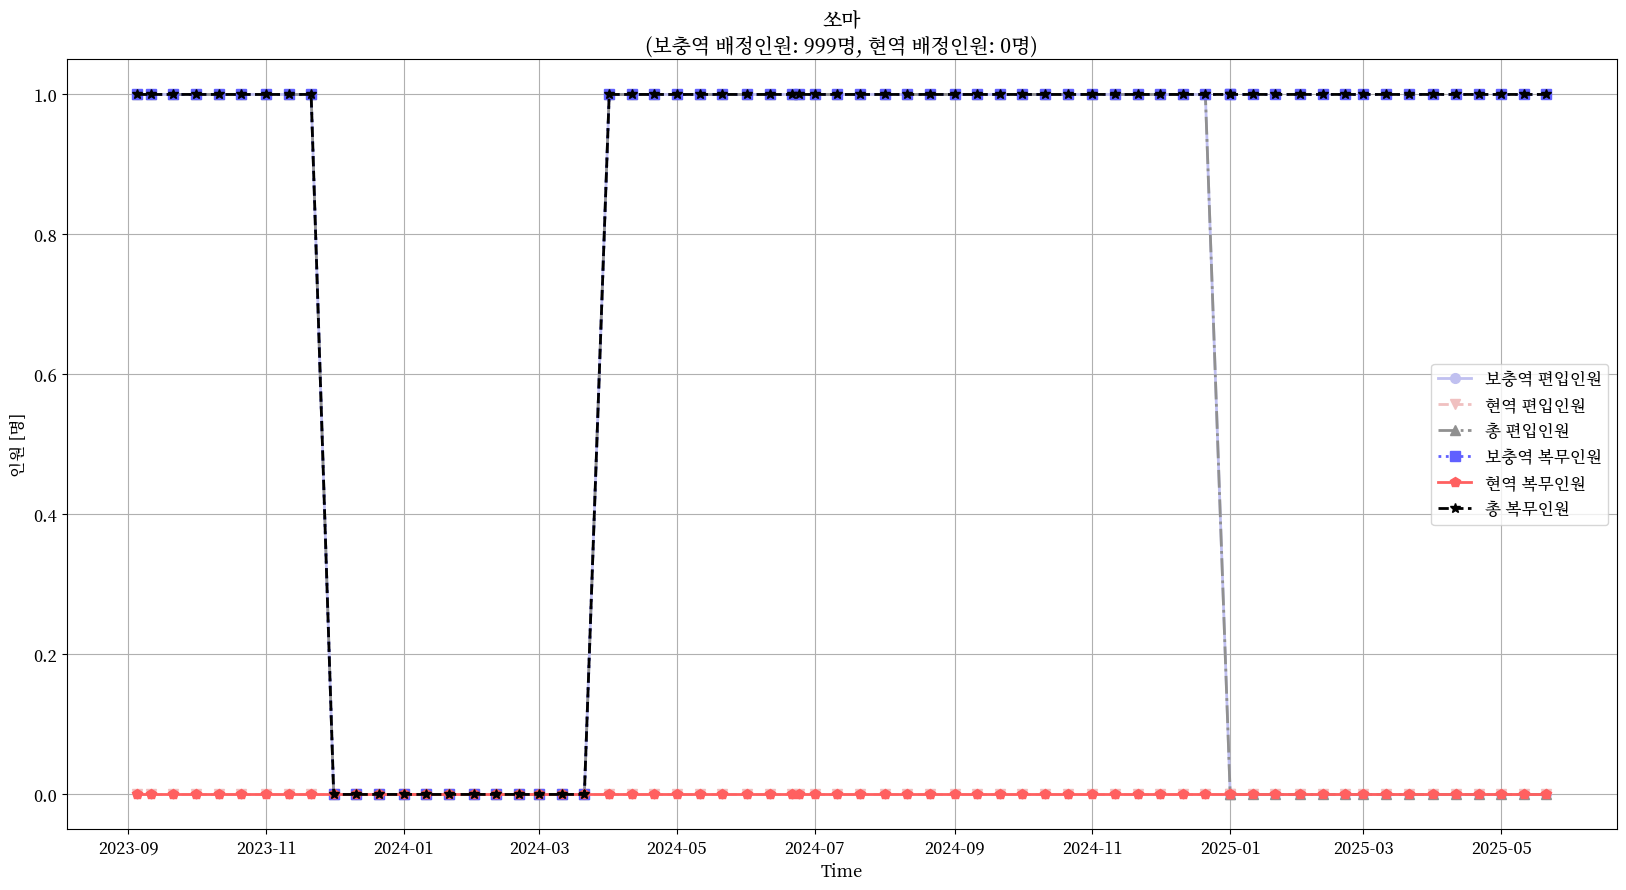 쏘마
(보충역 배정인원: 999명, 현역 배정인원: 0명)
인원 [명]
1.0
0.8
0.6
0.4
0.2
0.0
보충역 편입인원
현역 편입인원
총 편입인원
보충역 복무인원
현역 복무인원
총 복무인원
2023-09 2023-11 2024-01 2024-03 2024-05 2024-07 2024-09 2024-11 2025-01 2025-03 2025-05
Time